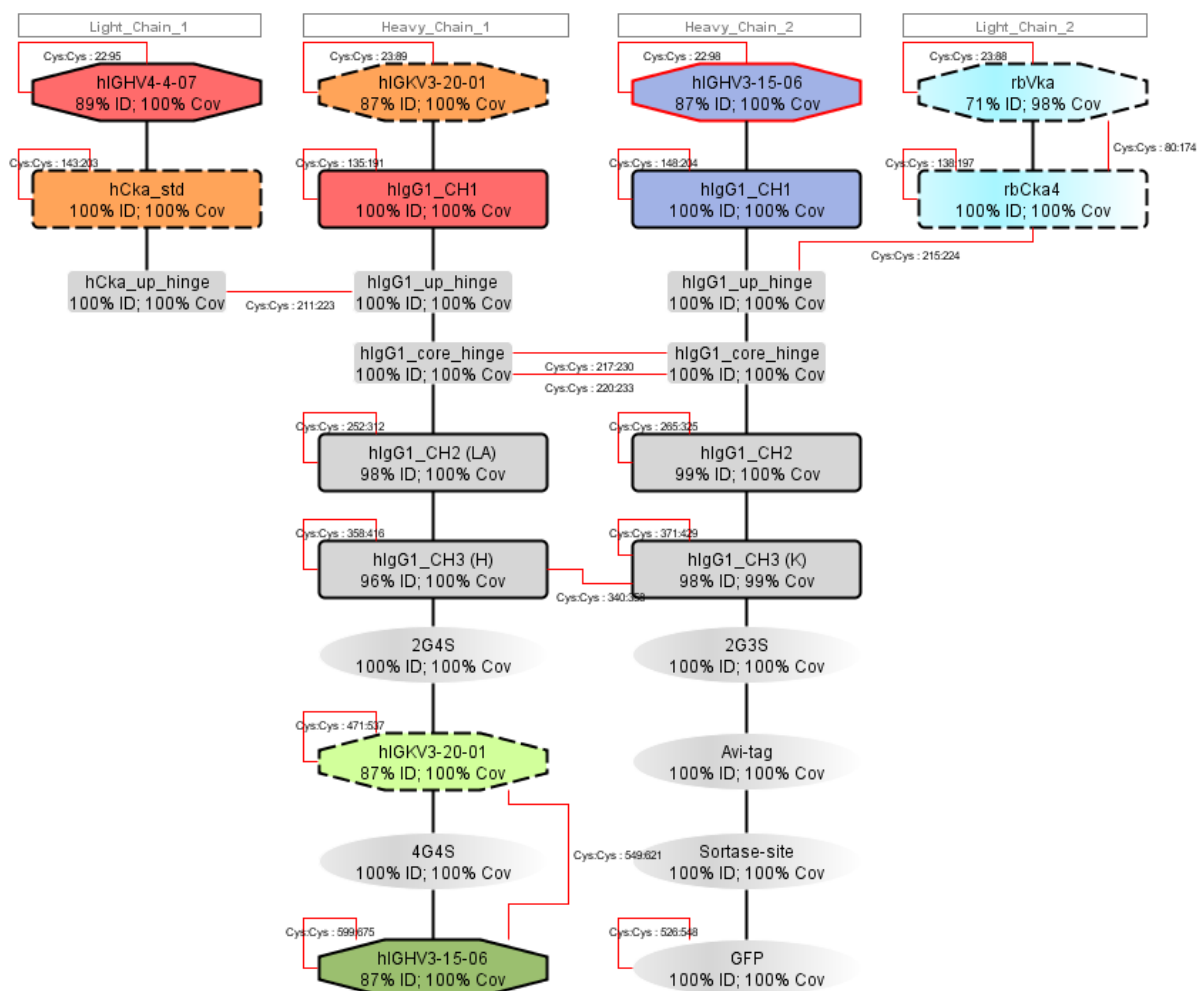 Light_Chain_1
Heavy_Chain_1
Heavy_Chain_2
Light_Chain_2
Cys:Cys : 22:95
Cys:Cys : 23:89
Cys:Cys : 22:98
Cys:Cys : 23:88
hIGHV4-4-07
89% ID; 100% Cov
hIGKV3-20-01
87% ID; 100% Cov
hIGHV3-15-06
87% ID; 100% Cov
rbVka
71% ID; 98% Cov
Cys:Cys : 80:174
Cys:Cys : 143:203
Cys:Cys : 135:191
Cys:Cys : 148:204
Cys:Cys : 138:197
hCka_std
100% ID; 100% Cov
hIgG1_CH1
100% ID; 100% Cov
hIgG1_CH1
100% ID; 100% Cov
rbCka4
100% ID; 100% Cov
Cys:Cys : 215:224
hCka_up_hinge
100% ID; 100% Cov
Cys:Cys : 211:223
hIgG1_up_hinge
100% ID; 100% Cov
hIgG1_up_hinge
100% ID; 100% Cov
hIgG1_core_hinge
100% ID; 100% Cov
Cys:Cys : 217:230
Cys:Cys : 220:233
hIgG1_core_hinge
100% ID; 100% Cov
Cys:Cys : 252:312
Cys:Cys : 265:325
hIgG1_CH2 (LA)
98% ID; 100% Cov
hIgG1_CH2
99% ID; 100% Cov
Cys:Cys : 358:416
Cys:Cys : 371:429
hIgG1_CH3 (H)
96% ID; 100% Cov
hIgG1_CH3 (K)
98% ID; 99% Cov
Cys:Cys : 340:358
2G4S
100% ID; 100% Cov
2G3S
100% ID; 100% Cov
Cys:Cys : 471:537
hIGKV3-20-01
87% ID; 100% Cov
Avi-tag
100% ID; 100% Cov
4G4S
100% ID; 100% Cov
Cys:Cys : 549:621
Sortase-site
100% ID; 100% Cov
Cys:Cys : 599:675
Cys:Cys : 526:548
hIGHV3-15-06
87% ID; 100% Cov
GFP
100% ID; 100% Cov